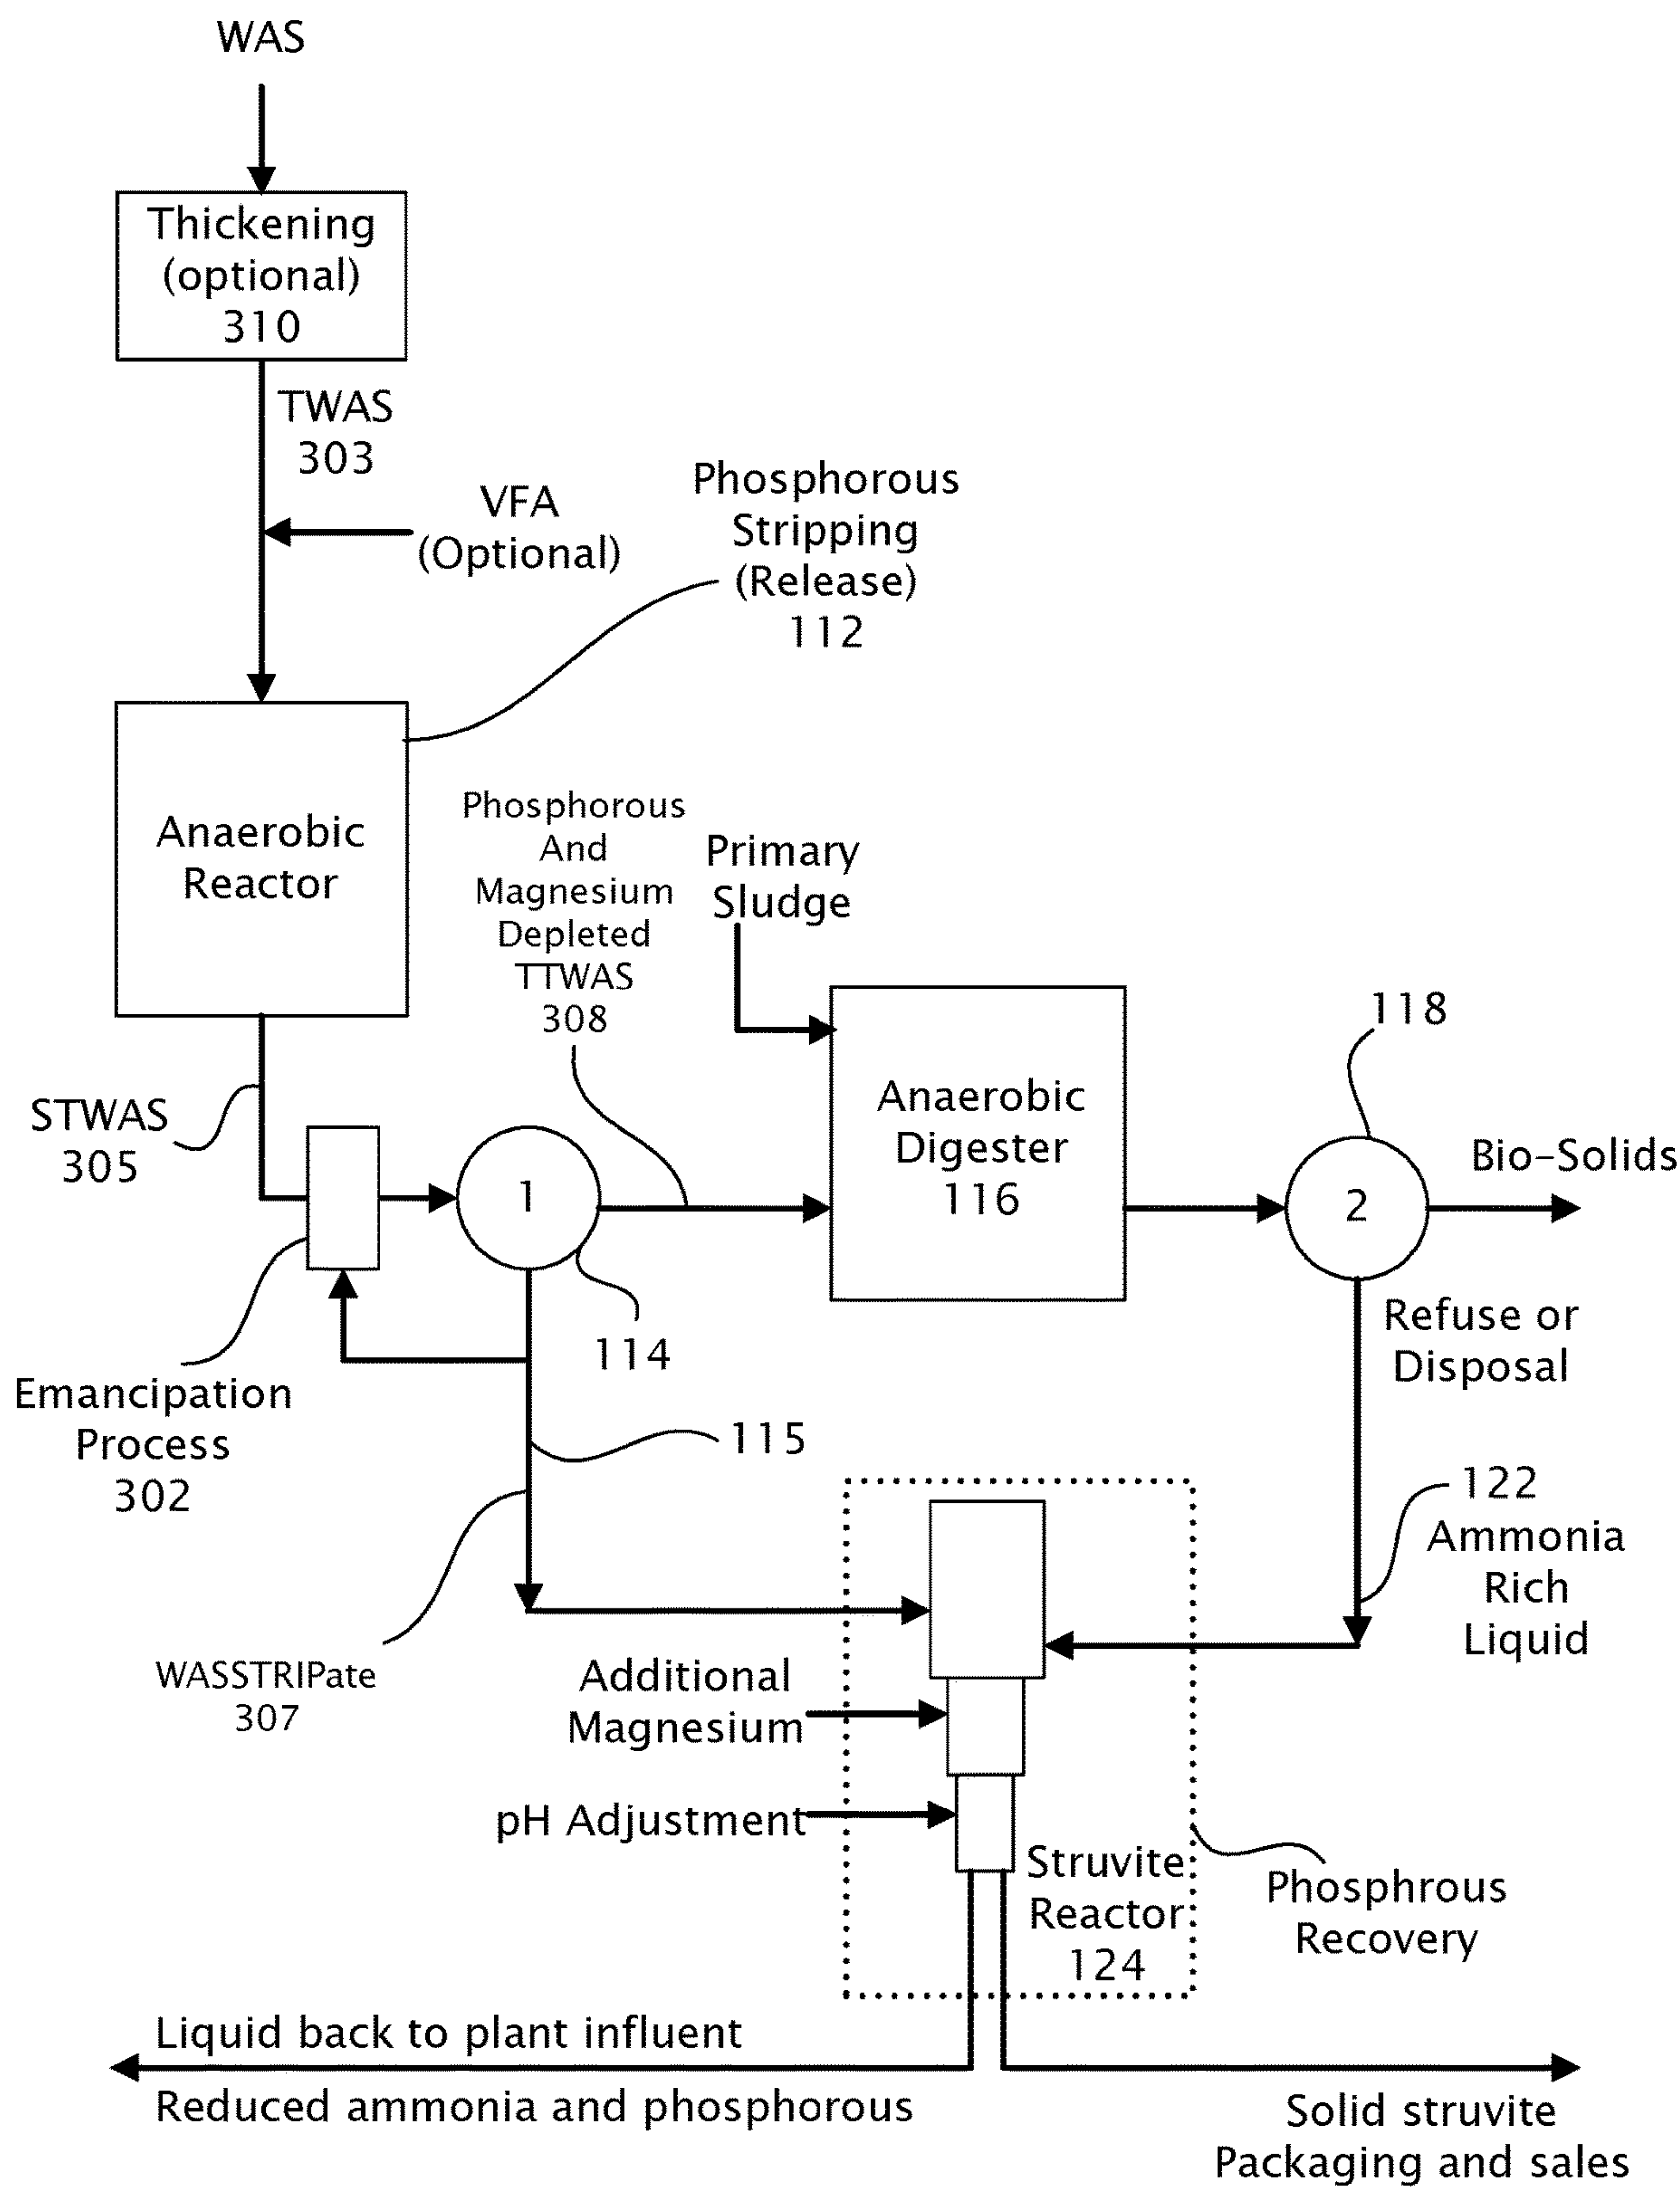 WAS
Thickening
(optional)
310
TWAS
303
VFA
(Optional)
Phosphorous
Stripping
(Release)
112
Anaerobic
Reactor
Phosphorous
And
Magnesium
Depleted
TTWAS
308
Primary
Sludge
STWAS
305
1
Anaerobic
Digester
116
118
2
Bio-Solids
Refuse or
Disposal
114
Emancipation
Process
302
115
122
Ammonia
Rich
Liquid
WASSTRIPate
307
Additional
Magnesium
pH Adjustment
Struvite
Reactor
124
Phosphrous
Recovery
Liquid back to plant influent
Reduced ammonia and phosphorous
Solid struvite
Packaging and sales